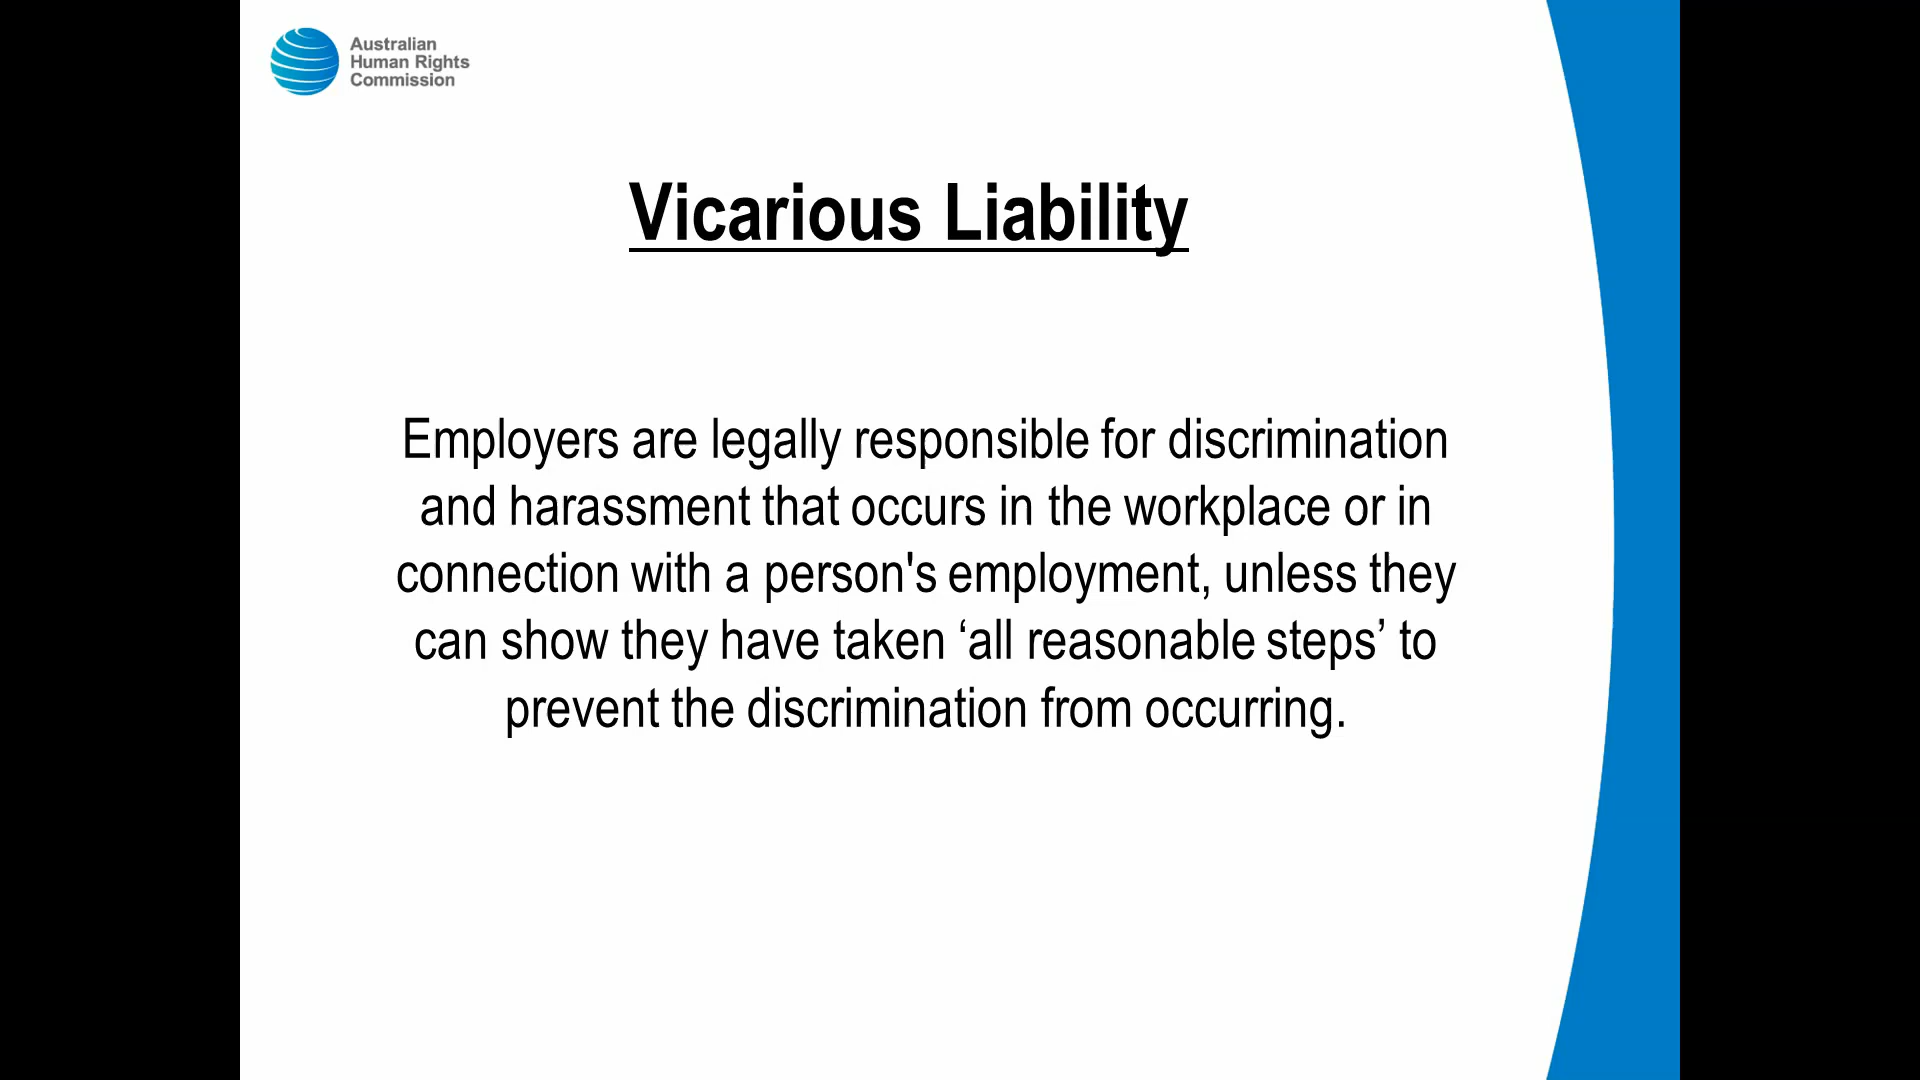 Australian
Human Rights
Commission
Vicarious Liability
Employers are legally responsible for discrimination
and harassment that occurs in the workplace or in
connection with a person's employment, unless they
can show they have taken ‘all reasonable steps’ to
prevent the discrimination from occurring.